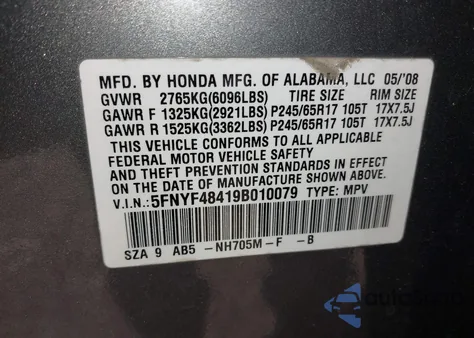 MFD. BY HONDA MFG. OF ALABAMA, LLC 05/'08
GVWR 2765KG(6096LBS) TIRE SIZE RIM SIZE
GAWR F 1325KG(2921LBS) P245/65R17 105T 17X7.5J
GAWR R 1525KG(3362LBS) P245/65R17 105T 17X7.5J
THIS VEHICLE CONFORMS TO ALL APPLICABLE
FEDERAL MOTOR VEHICLE SAFETY
AND THEFT PREVENTION STANDARDS IN EFFECT
ON THE DATE OF MANUFACTURE SHOWN ABOVE.
V.I.N.: 5FNYF48419B010079 TYPE: MPV
SZA 9 AB5 -NH705M-F -B